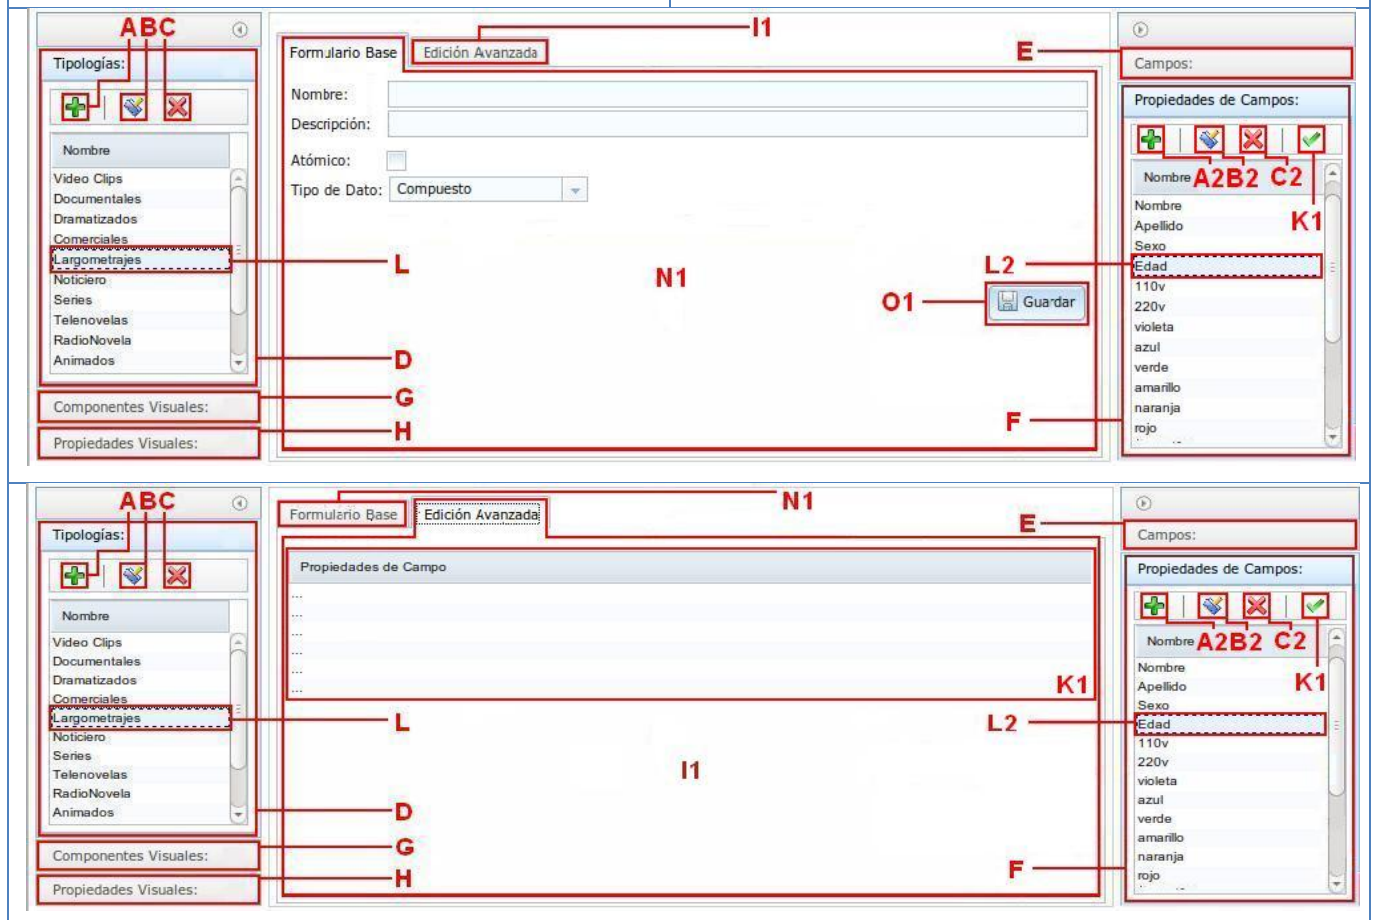 A B C
I1
Formulario Base
Edición Avanzada
E
Campos:
Tipologías:
Nombre:
Descripción:
Atómico:
Tipo de Dato:
Compuesto
Propiedades de Campos:
Nombre
Video Clips
Documentales
Dramatizados
Comerciales
Largometrajes
Noticiero
Series
Telenovelas
RadioNovela
Animados
L
N1
L2
O1
Guardar
D
G
Componentes Visuales:
H
Propiedades Visuales:
Nombre
A2 B2 C2
K1
Nombre
Apellido
Sexo
Edad
110v
220v
violeta
azul
verde
amarillo
naranja
rojo
F
A B C
N1
Formulario Base
Edición Avanzada
E
Campos:
Tipologías:
Propiedades de Campo
...
...
...
...
...
...
K1
Propiedades de Campos:
Nombre
Video Clips
Documentales
Dramatizados
Comerciales
Largometrajes
Noticiero
Series
Telenovelas
RadioNovela
Animados
L
I1
L2
D
G
Componentes Visuales:
H
Propiedades Visuales:
Nombre
A2 B2 C2
K1
Nombre
Apellido
Sexo
Edad
110v
220v
violeta
azul
verde
amarillo
naranja
rojo
F